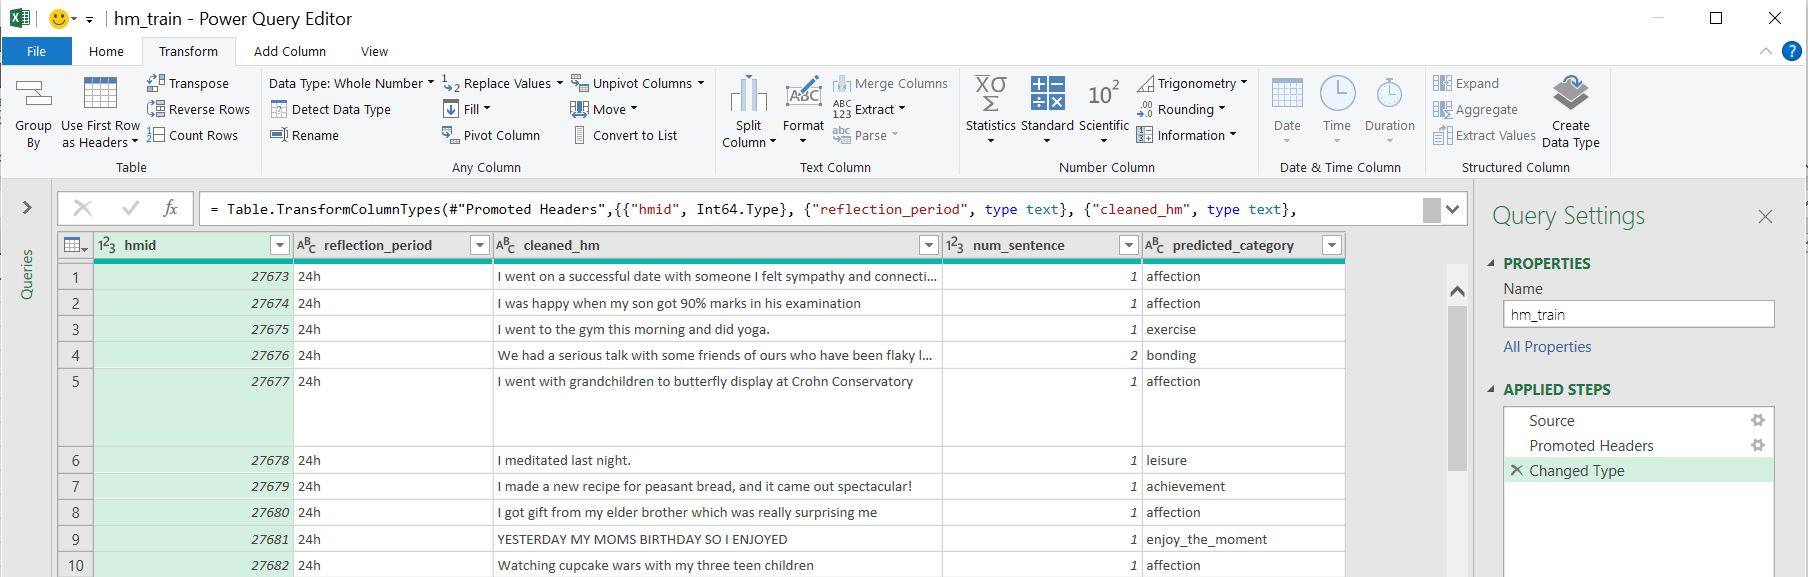 hm_train - Power Query Editor
File Home Transform Add Column View
Group By
Use First Row as Headers
Transpose
Reverse Rows
Count Rows
Table
Data Type: Whole Number
Detect Data Type
Rename
Replace Values
Fill
Pivot Column
Unpivot Columns
Move
Convert to List
Any Column
Split Column
Format
Merge Columns
Extract
Parse
Text Column
Statistics
Standard
Scientific
Trigonometry
Rounding
Information
Number Column
Date
Time
Duration
Date & Time Column
Expand
Aggregate
Extract Values
Create Data Type
Structured Column
Queries
fx = Table.TransformColumnTypes(#"Promoted Headers",{{"hmid", Int64.Type}, {"reflection_period", type text}, {"cleaned_hm", type text},
hmid reflection_period cleaned_hm num_sentence predicted_category
1 27673 24h I went on a successful date with someone I felt sympathy and connecti... 1 affection
2 27674 24h I was happy when my son got 90% marks in his examination 1 affection
3 27675 24h I went to the gym this morning and did yoga. 1 exercise
4 27676 24h We had a serious talk with some friends of ours who have been flaky l... 2 bonding
5 27677 24h I went with grandchildren to butterfly display at Crohn Conservatory 1 affection
6 27678 24h I meditated last night. 1 leisure
7 27679 24h I made a new recipe for peasant bread, and it came out spectacular! 1 achievement
8 27680 24h I got gift from my elder brother which was really surprising me 1 affection
9 27681 24h YESTERDAY MY MOMS BIRTHDAY SO I ENJOYED 1 enjoy_the_moment
10 27682 24h Watching cupcake wars with my three teen children 1 affection
Query Settings
PROPERTIES
Name
hm_train
All Properties
APPLIED STEPS
Source
Promoted Headers
Changed Type